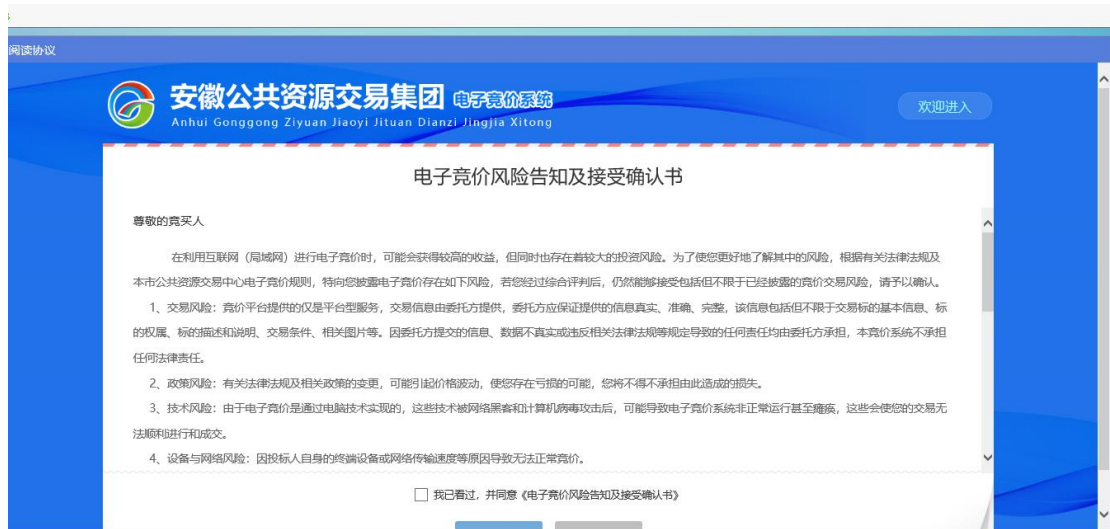 阅读协议
安徽公共资源交易集团 电子竞价系统
Anhui Gonggong Ziyuan Jiaoyi Jituan Dianzi Jingjia Xitong
欢迎进入
电子竞价风险告知及接受确认书
尊敬的竞买人
在利用互联网（局域网）进行电子竞价时，可能会获得较高的收益，但同时也存在着较大的投资风险。为了使您更好地了解其中的风险，根据有关法律法规及
本市公共资源交易中心电子竞价规则，特向您披露电子竞价存在如下风险，若您经过综合评判后，仍然能够接受包括但不限于已经披露的竞价交易风险，请予以确认。
1、交易风险：竞价平台提供的仅是平台型服务，交易信息由委托方提供，委托方应保证提供的信息真实、准确、完整，该信息包括但不限于交易标的基本信息、标
的权属、标的描述和说明、交易条件、相关图片等。因委托方提交的信息、数据不真实或违反相关法律法规等规定导致的任何责任均由委托方承担，本竞价系统不承担
任何法律责任。
2、政策风险：有关法律法规及相关政策的变更，可能引起价格波动，使您存在亏损的可能，您将不得不承担由此造成的损失。
3、技术风险：由于电子竞价是通过电脑技术实现的，这些技术被网络黑客和计算机病毒攻击后，可能导致电子竞价系统非正常运行甚至瘫痪，这些会使您的交易无
法顺利进行和成交。
4、设备与网络风险：因投标人自身的终端设备或网络传输速度等原因导致无法正常竞价。
我已看过，并同意《电子竞价风险告知及接受确认书》